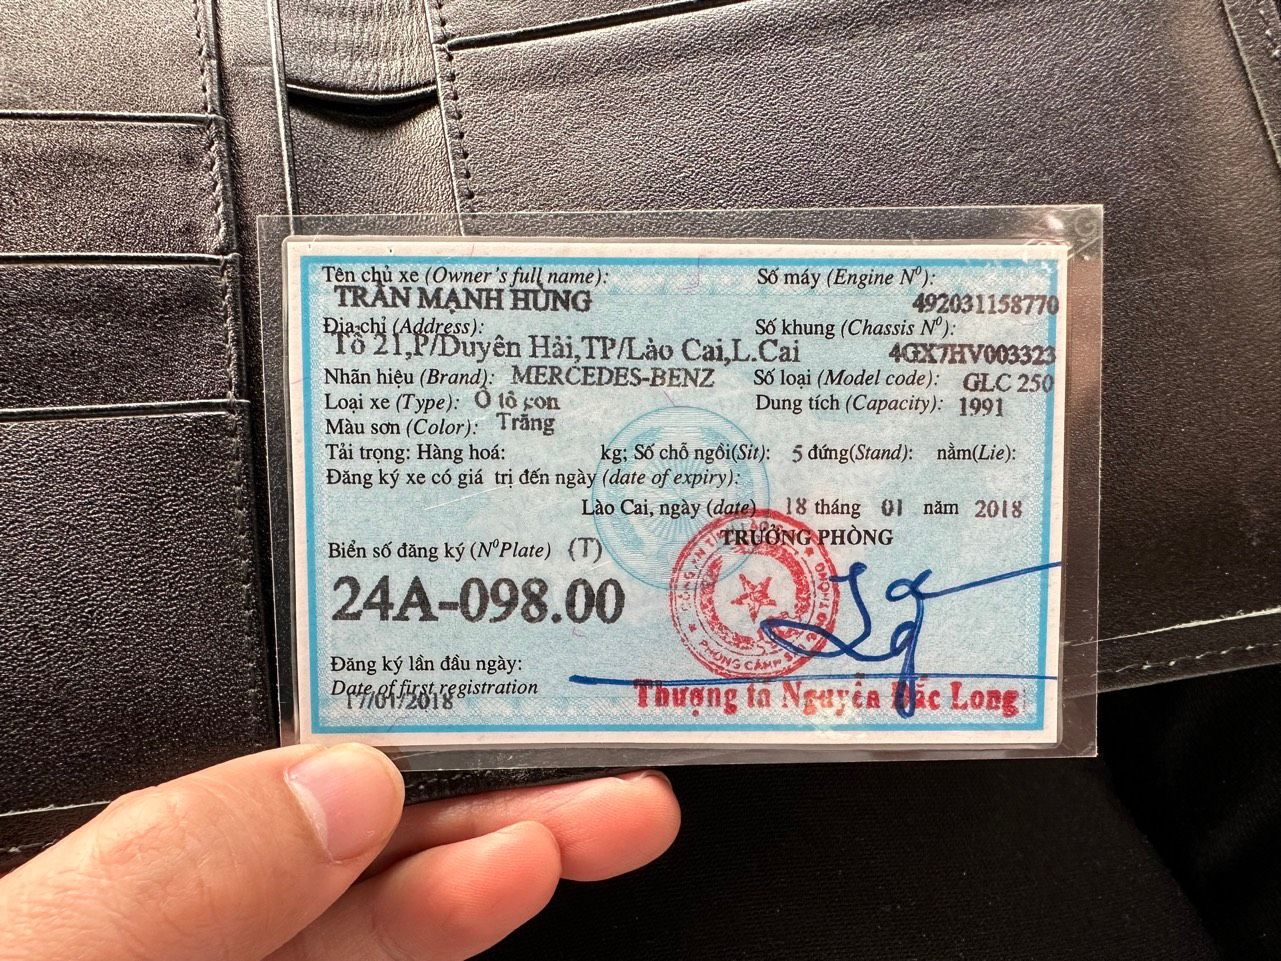 Tên chủ xe (Owner's full name):
TRẦN MẠNH HÙNG
Địa chỉ (Address):
Tổ 21,P/Duyên Hải,TP/Lào Cai,L.Cai
Nhãn hiệu (Brand): MERCEDES-BENZ
Loại xe (Type): Ô tô con
Màu sơn (Color): Trắng
Số máy (Engine N⁰):
492031158770
Số khung (Chassis N⁰):
4GX7HV003323
Số loại (Model code): GLC 250
Dung tích (Capacity): 1991
Tải trọng: Hàng hoá: kg; Số chỗ ngồi(Sit): 5 đứng(Stand): nằm(Lie):
Đăng ký xe có giá trị đến ngày (date of expiry):
Lào Cai, ngày (date) 18 tháng 01 năm 2018
TRƯỞNG PHÒNG
Biển số đăng ký (N⁰Plate) (T)
24A-098.00
Đăng ký lần đầu ngày:
Date of first registration
17/01/2018
Thượng tá Nguyễn Đắc Long